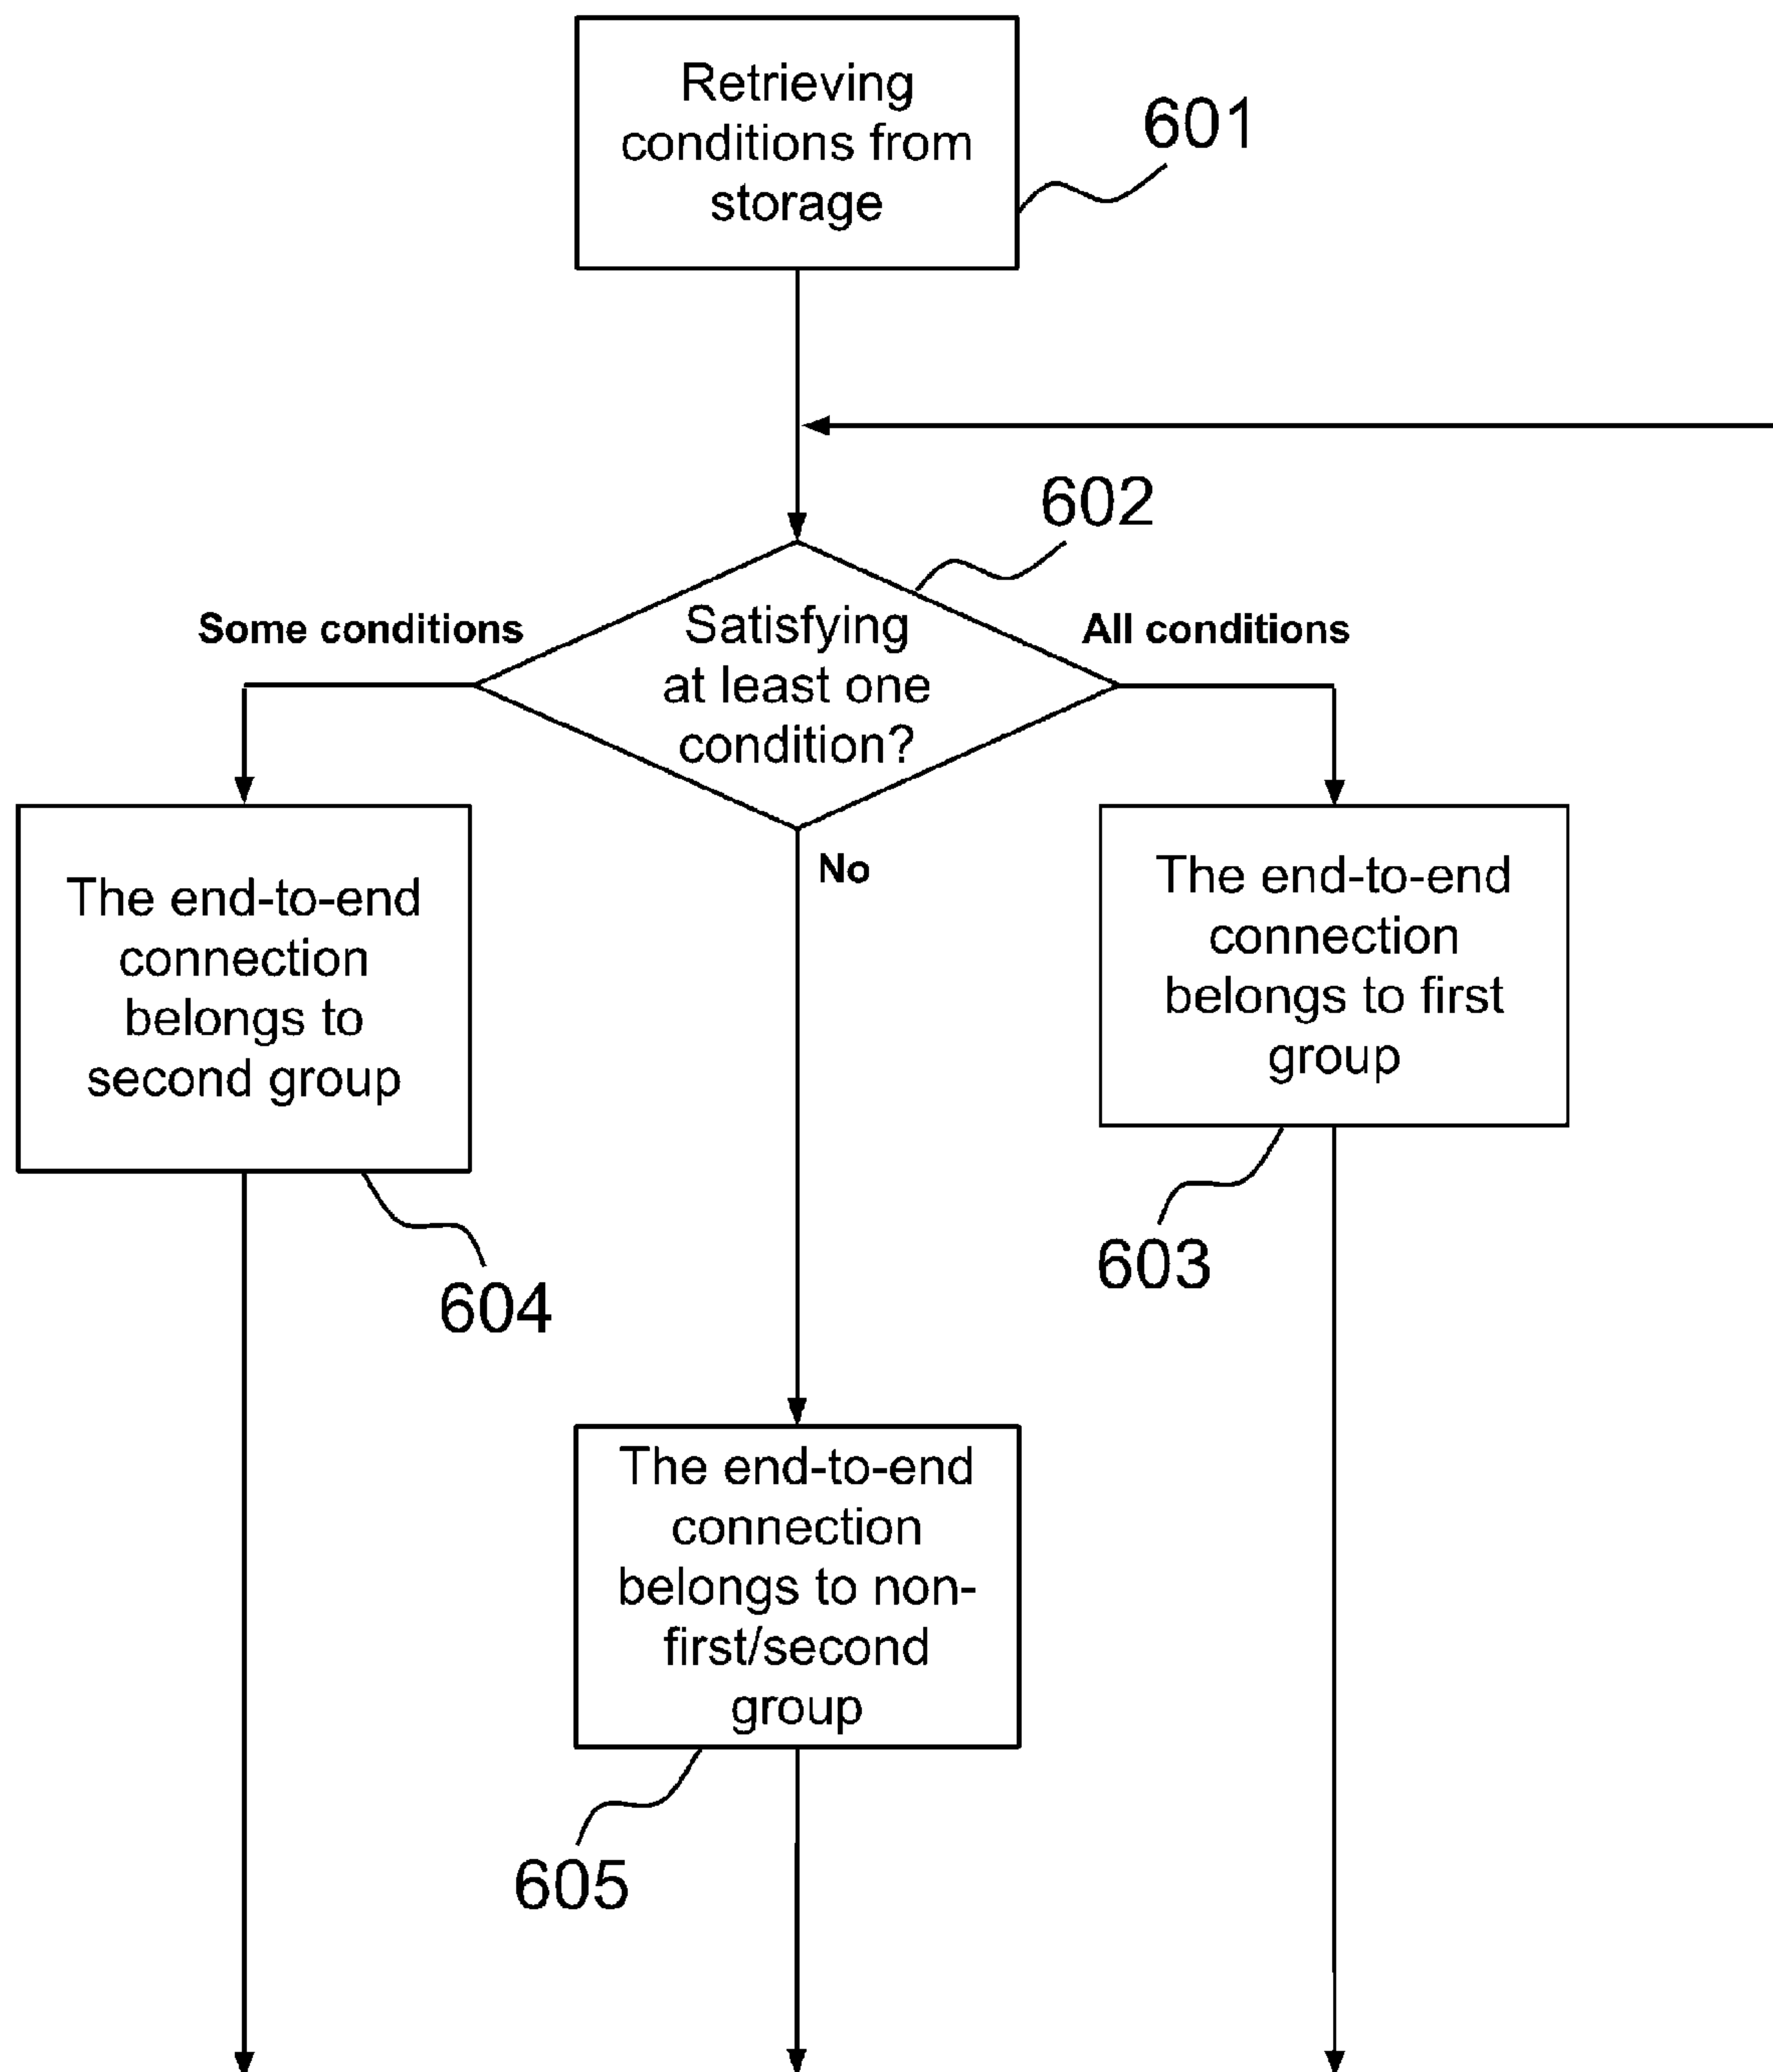 Retrieving
conditions from
storage
601
602
Some conditions
Satisfying
at least one
condition?
All conditions
No
The end-to-end
connection
belongs to
second group
604
The end-to-end
connection
belongs to first
group
603
The end-to-end
connection
belongs to non-
first/second
group
605